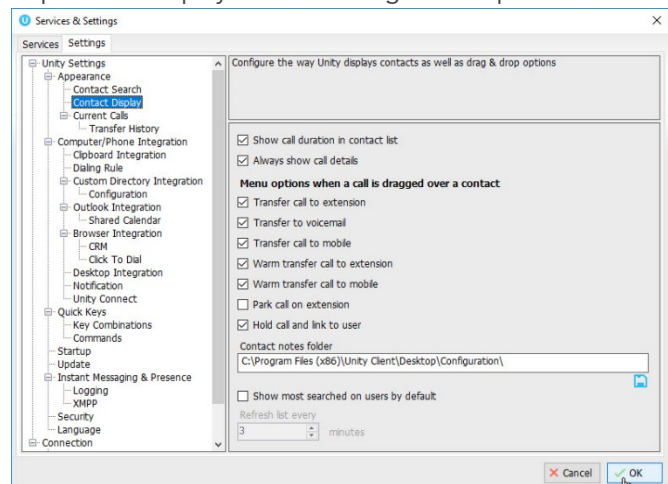 Services & Settings
Services Settings
Unity Settings
Appearance
Contact Search
Contact Display
Current Calls
Transfer History
Computer/Phone Integration
Clipboard Integration
Dialing Rule
Custom Directory Integration
Configuration
Outlook Integration
Shared Calendar
Browser Integration
CRM
Click To Dial
Desktop Integration
Notification
Unity Connect
Quick Keys
Key Combinations
Commands
Startup
Update
Instant Messaging & Presence
Logging
XMPP
Security
Language
Connection
Configure the way Unity displays contacts as well as drag & drop options
Show call duration in contact list
Always show call details
Menu options when a call is dragged over a contact
Transfer call to extension
Transfer to voicemail
Transfer call to mobile
Warm transfer call to extension
Warm transfer call to mobile
Park call on extension
Hold call and link to user
Contact notes folder
C:\Program Files (x86)\Unity Client\Desktop\Configuration\
Show most searched on users by default
Refresh list every
3 minutes
Cancel OK